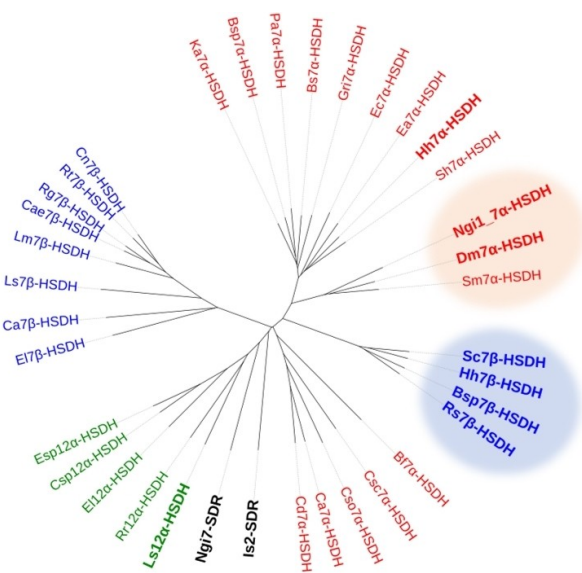 Ka7α-HSDH
Bsp7α-HSDH
Pa7α-HSDH
Bs7α-HSDH
Gri7α-HSDH
Ec7α-HSDH
Ea7α-HSDH
Hh7α-HSDH
Sh7α-HSDH
Ngi1_7α-HSDH
Dm7α-HSDH
Sm7α-HSDH
Sc7β-HSDH
Hh7β-HSDH
Bsp7β-HSDH
Rs7β-HSDH
Bf7α-HSDH
Csc7α-HSDH
Cso7α-HSDH
Ca7α-HSDH
Cd7α-HSDH
Is2-SDR
Ngi7-SDR
Ls12α-HSDH
Rr12α-HSDH
El12α-HSDH
Csp12α-HSDH
Esp12α-HSDH
El7β-HSDH
Ca7β-HSDH
Ls7β-HSDH
Lm7β-HSDH
Cae7β-HSDH
Rg7β-HSDH
Rt7β-HSDH
Cn7β-HSDH